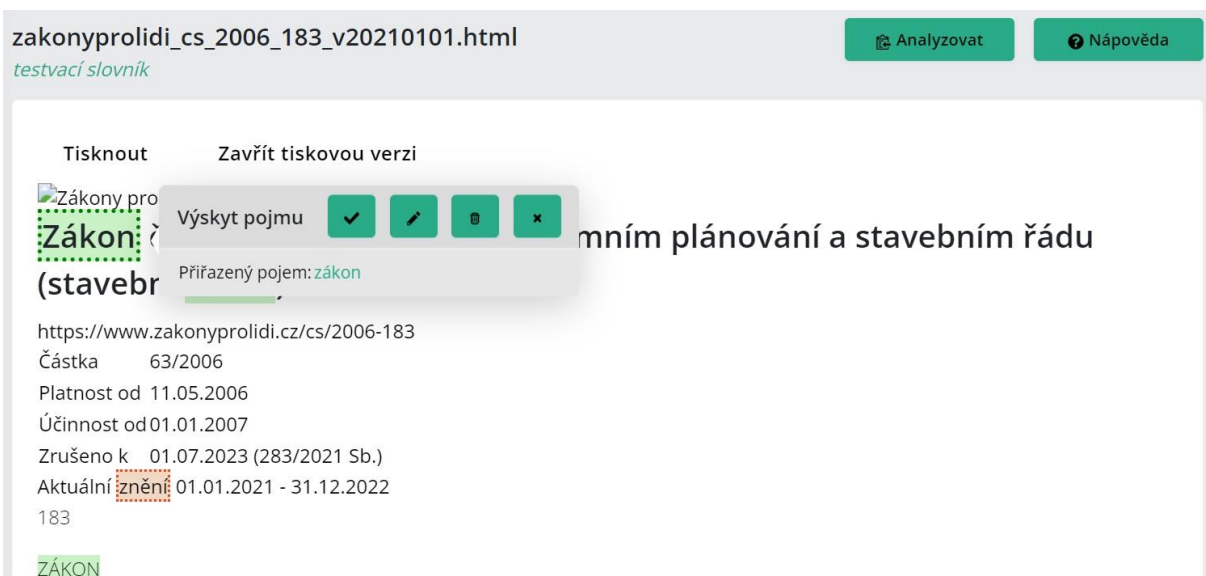 zakonyprolidi_cs_2006_183_v20210101.html
Analyzovat
Nápověda
testvací slovník
Tisknout
Zavřít tiskovou verzi
Zákony pro
Výskyt pojmu
Zákon
mním plánování a stavebním řádu
Přiřazený pojem: zákon
(stavebn
https://www.zakonyprolidi.cz/cs/2006-183
Částka 63/2006
Platnost od 11.05.2006
Účinnost od 01.01.2007
Zrušeno k 01.07.2023 (283/2021 Sb.)
Aktuální znění 01.01.2021 - 31.12.2022
183
ZÁKON